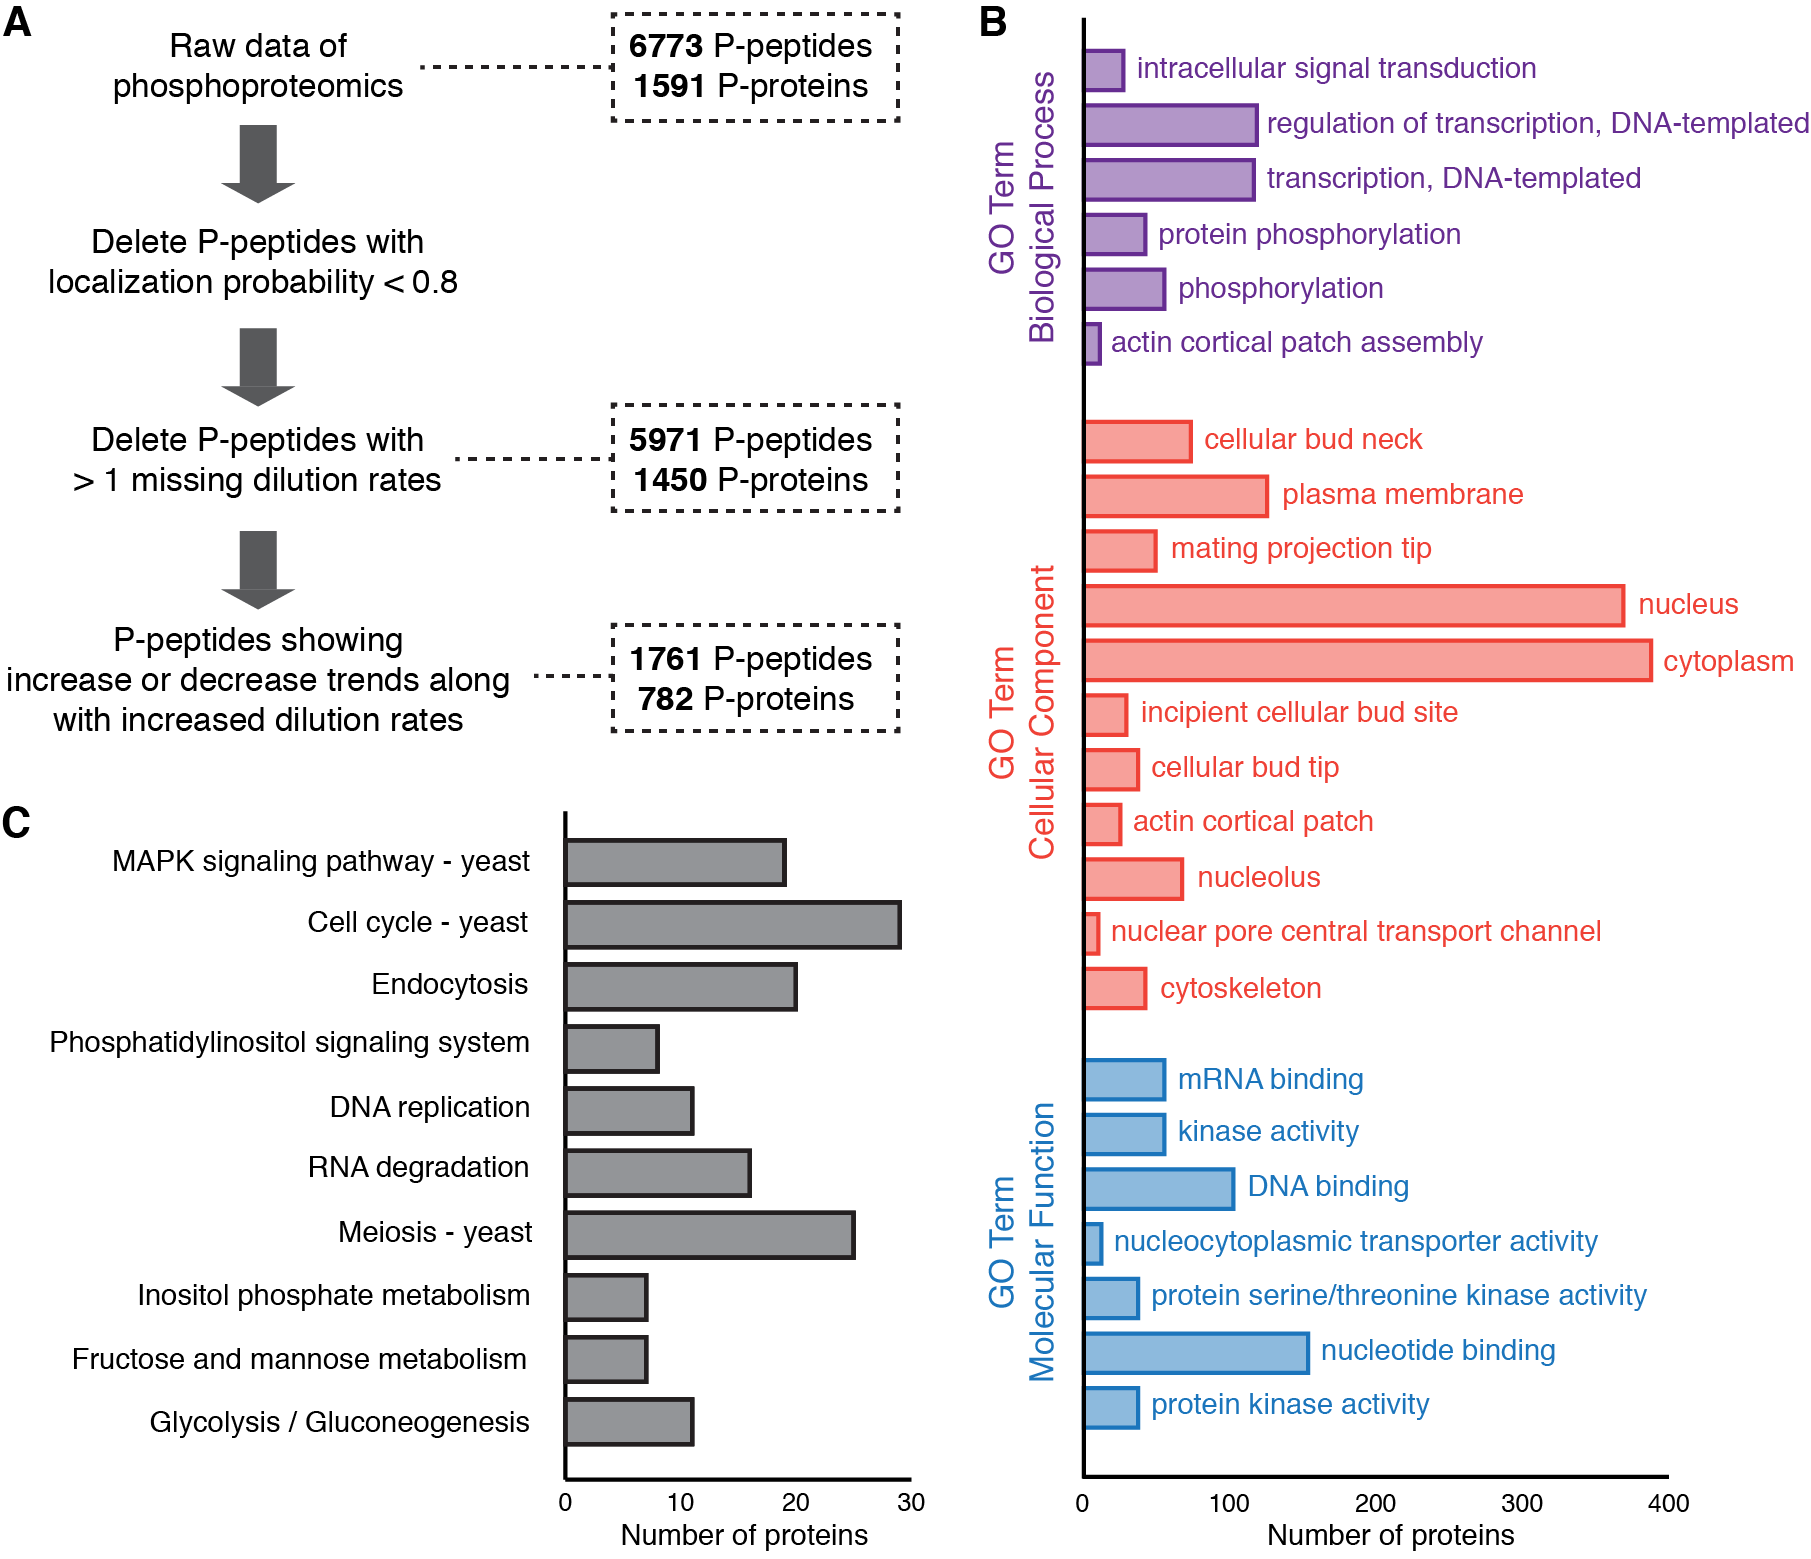 A
Raw data of
phosphoproteomics
6773 P-peptides
1591 P-proteins
Delete P-peptides with
localization probability < 0.8
Delete P-peptides with
> 1 missing dilution rates
5971 P-peptides
1450 P-proteins
P-peptides showing
increase or decrease trends along
with increased dilution rates
1761 P-peptides
782 P-proteins
B
GO Term
Biological Process
intracellular signal transduction
regulation of transcription, DNA-templated
transcription, DNA-templated
protein phosphorylation
phosphorylation
actin cortical patch assembly
GO Term
Cellular Component
cellular bud neck
plasma membrane
mating projection tip
nucleus
cytoplasm
incipient cellular bud site
cellular bud tip
actin cortical patch
nucleolus
nuclear pore central transport channel
cytoskeleton
GO Term
Molecular Function
mRNA binding
kinase activity
DNA binding
nucleocytoplasmic transporter activity
protein serine/threonine kinase activity
nucleotide binding
protein kinase activity
0 100 200 300 400
Number of proteins
C
MAPK signaling pathway - yeast
Cell cycle - yeast
Endocytosis
Phosphatidylinositol signaling system
DNA replication
RNA degradation
Meiosis - yeast
Inositol phosphate metabolism
Fructose and mannose metabolism
Glycolysis / Gluconeogenesis
0 10 20 30
Number of proteins